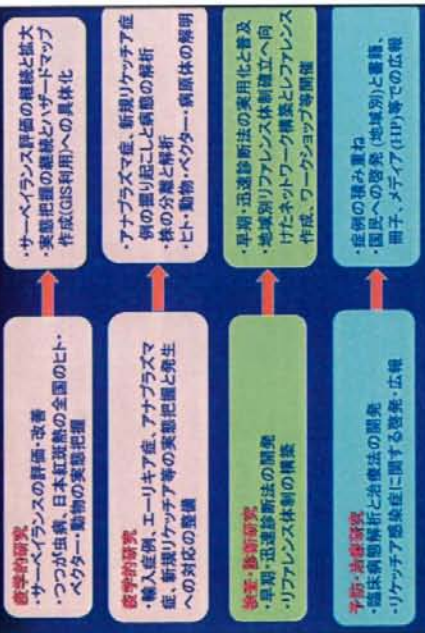 疫学的研究
・サーベイランスの評価・改善
・つつが虫病、日本紅斑熱の全国のヒト・
ベクター・動物の実態把握
・サーベイランス評価の継続と拡大
・実態把握の継続とハザードマップ
作成(GIS利用)への具体化
疫学的研究
・輸入症例、エーリキア症、アナプラズマ
症、新規リケッチア等の実態把握と発生
への対応の整備
・アナプラズマ症、新規リケッチア症
例の掘り起こしと病態の解析
・株の分離と解析
・ヒト・動物・ベクター・病原体の解明
検査・診断研究
・早期・迅速診断法の開発
・リファレンス体制の構築
・早期・迅速診断法の実用化と普及
・地域別リファレンス体制確立へ向
けたネットワーク構築とレファレンス
作成、ワークショップ等開催
予防・治療研究
・臨床病態解析と治療法の開発
・リケッチア感染症に関する啓発・広報
・症例の積み重ね
・国民への啓発(地域別)と書籍、
冊子、メディア(HP)等での広報